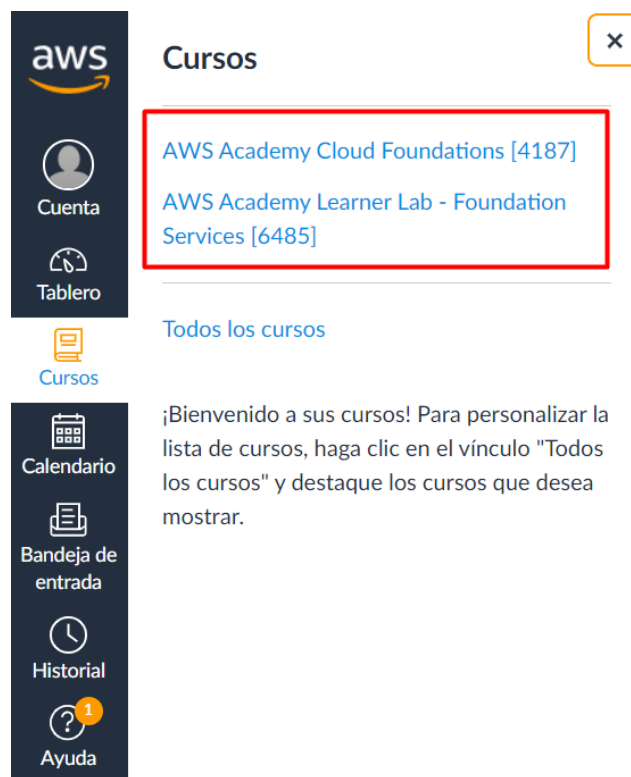 aws
Cuenta
Tablero
Cursos
Calendario
Bandeja de
entrada
Historial
1
Ayuda
Cursos
×
AWS Academy Cloud Foundations [4187]
AWS Academy Learner Lab - Foundation
Services [6485]
Todos los cursos
¡Bienvenido a sus cursos! Para personalizar la
lista de cursos, haga clic en el vínculo "Todos
los cursos" y destaque los cursos que desea
mostrar.